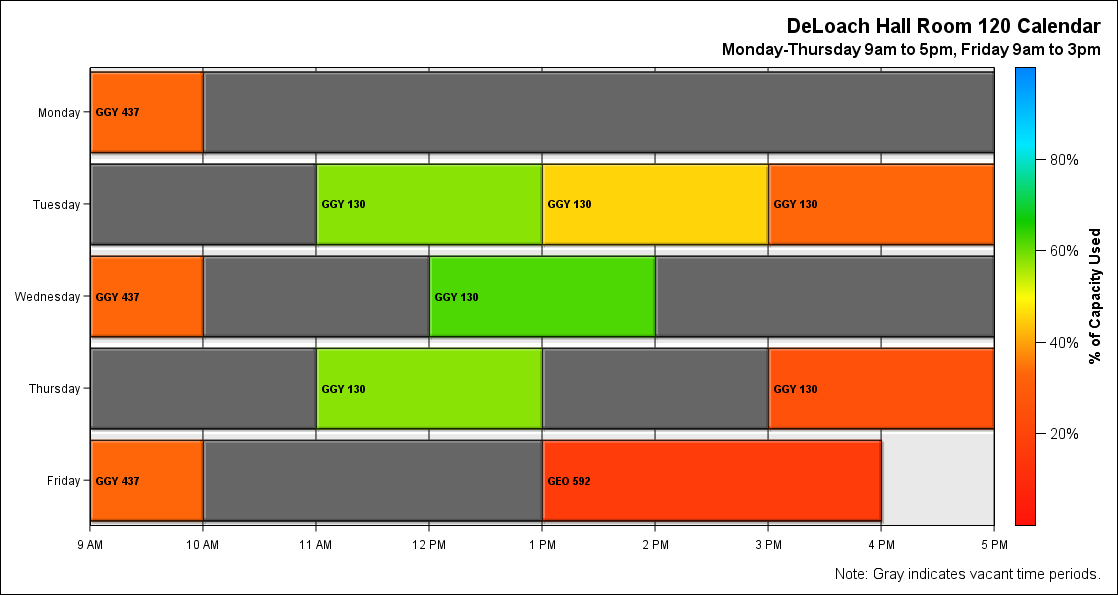 DeLoach Hall Room 120 Calendar
Monday-Thursday 9am to 5pm, Friday 9am to 3pm
Monday
GGY 437
Tuesday
GGY 130
GGY 130
GGY 130
Wednesday
GGY 437
GGY 130
Thursday
GGY 130
GGY 130
Friday
GGY 437
GEO 592
9 AM
10 AM
11 AM
12 PM
1 PM
2 PM
3 PM
4 PM
5 PM
80%
60%
40%
20%
% of Capacity Used
Note: Gray indicates vacant time periods.